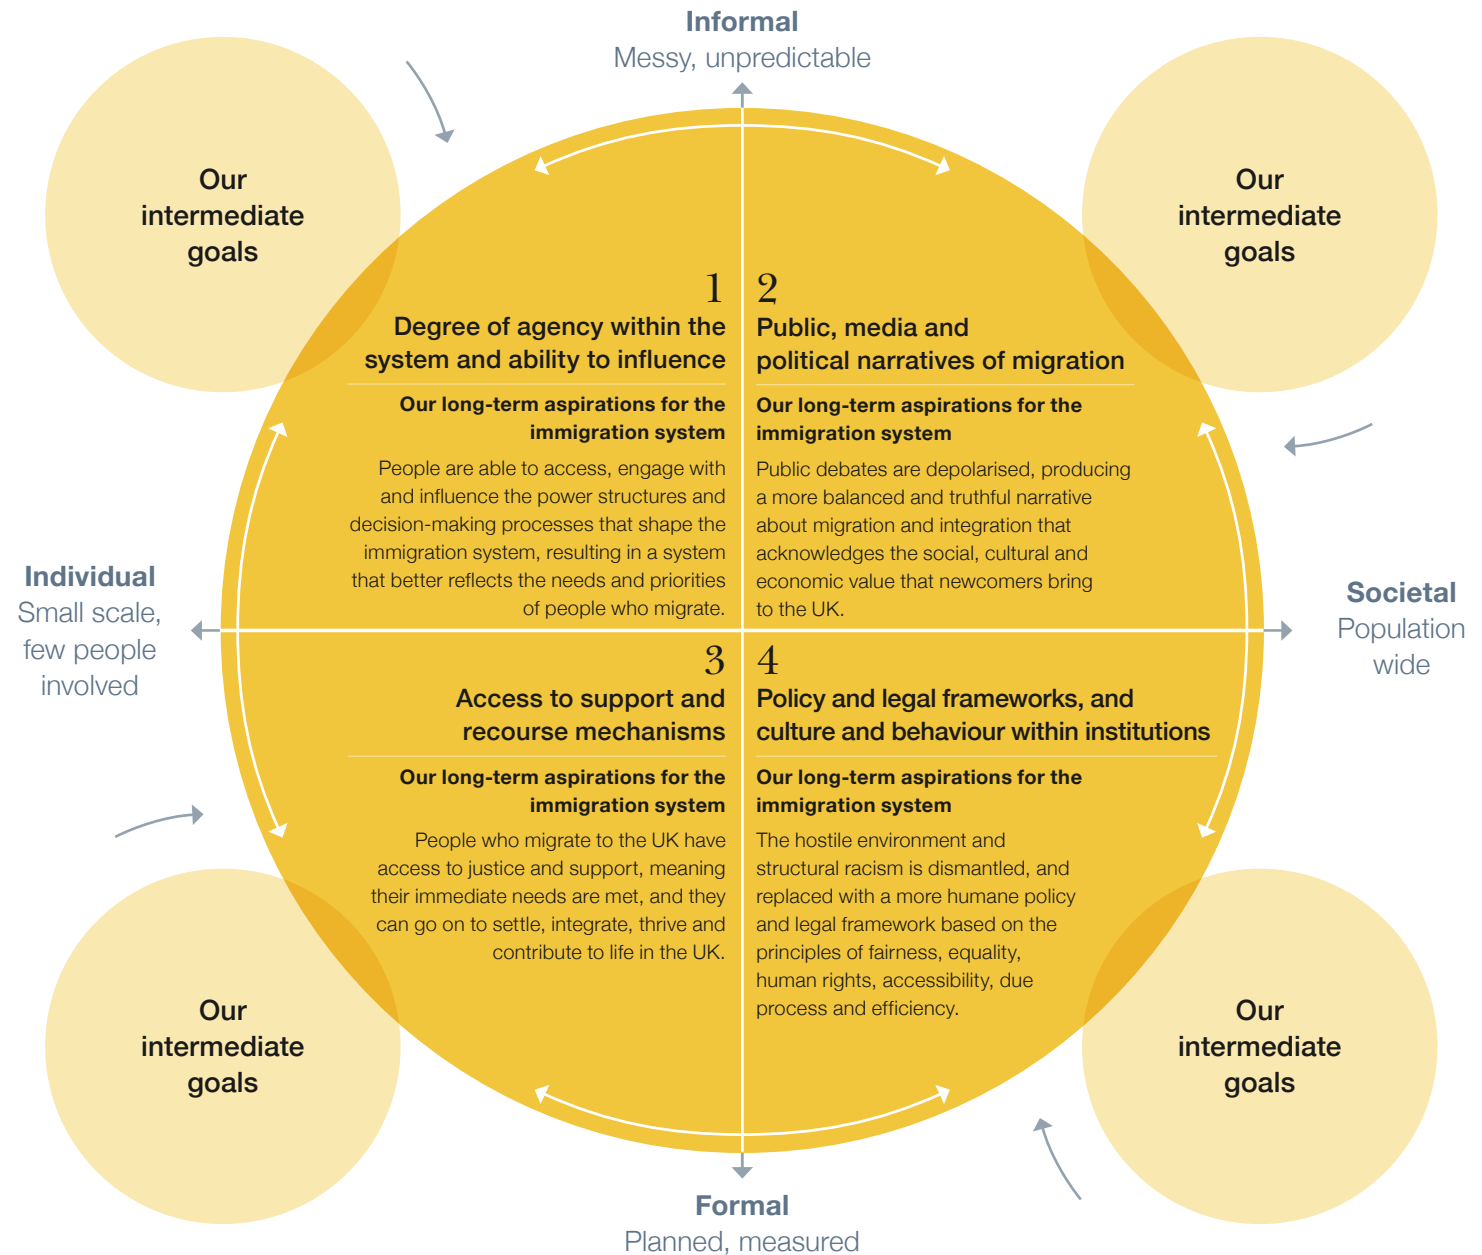 Informal
Messy, unpredictable
Our
intermediate
goals
Our
intermediate
goals
1
Degree of agency within the
system and ability to influence
Our long-term aspirations for the
immigration system
People are able to access, engage with
and influence the power structures and
decision-making processes that shape the
immigration system, resulting in a system
that better reflects the needs and priorities
of people who migrate.
2
Public, media and
political narratives of migration
Our long-term aspirations for the
immigration system
Public debates are depolarised, producing
a more balanced and truthful narrative
about migration and integration that
acknowledges the social, cultural and
economic value that newcomers bring
to the UK.
Individual
Small scale,
few people
involved
Societal
Population
wide
3
Access to support and
recourse mechanisms
Our long-term aspirations for the
immigration system
People who migrate to the UK have
access to justice and support, meaning
their immediate needs are met, and they
can go on to settle, integrate, thrive and
contribute to life in the UK.
4
Policy and legal frameworks, and
culture and behaviour within institutions
Our long-term aspirations for the
immigration system
The hostile environment and
structural racism is dismantled, and
replaced with a more humane policy
and legal framework based on the
principles of fairness, equality,
human rights, accessibility, due
process and efficiency.
Our
intermediate
goals
Our
intermediate
goals
Formal
Planned, measured